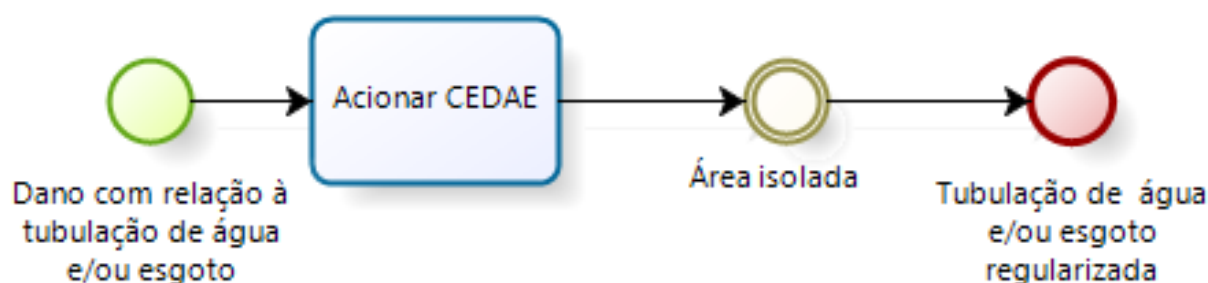 Acionar CEDAE
Dano com relação à
tubulação de água
e/ou esgoto
Área isolada
Tubulação de água
e/ou esgoto
regularizada